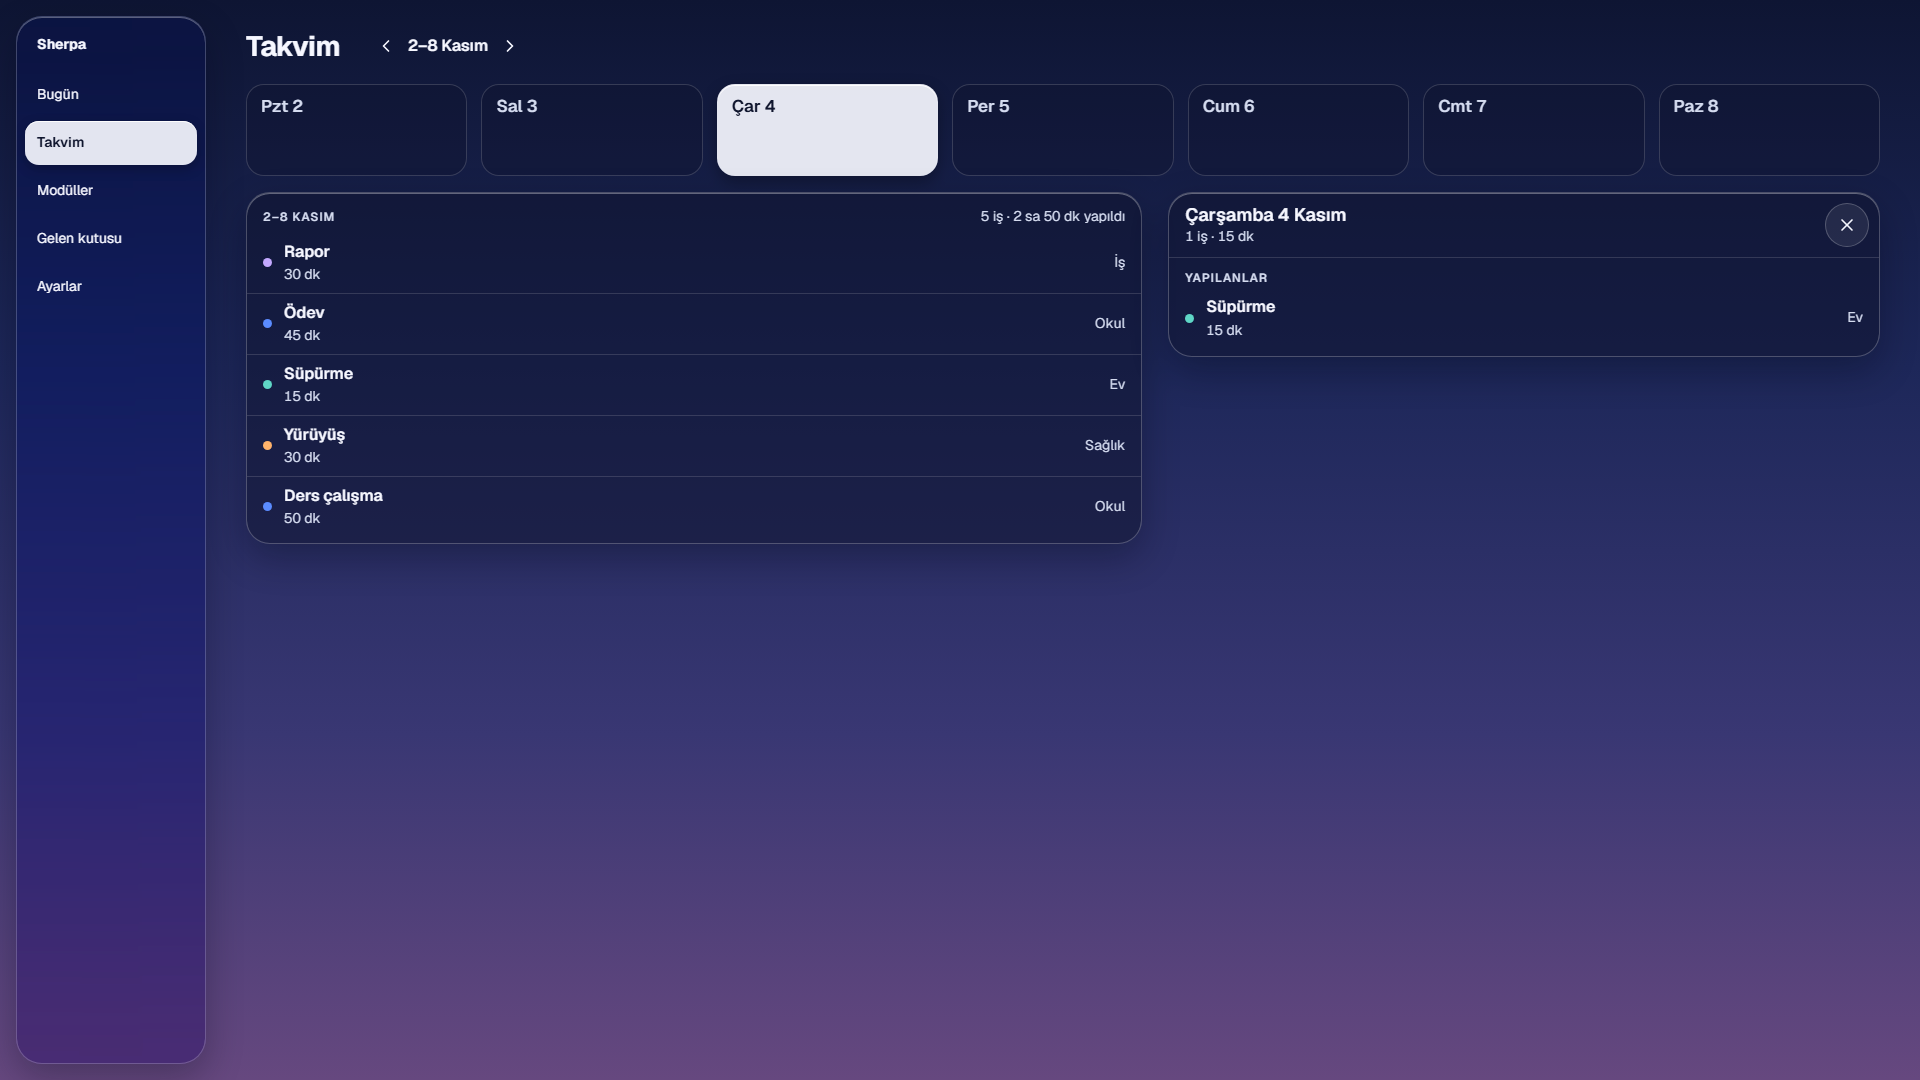 Sherpa
Bugün
Takvim
Modüller
Gelen kutusu
Ayarlar
Takvim
2–8 Kasım
Pzt 2
Sal 3
Çar 4
Per 5
Cum 6
Cmt 7
Paz 8
2–8 KASIM
5 iş · 2 sa 50 dk yapıldı
Rapor
30 dk
İş
Ödev
45 dk
Okul
Süpürme
15 dk
Ev
Yürüyüş
30 dk
Sağlık
Ders çalışma
50 dk
Okul
Çarşamba 4 Kasım
1 iş · 15 dk
YAPILANLAR
Süpürme
15 dk
Ev